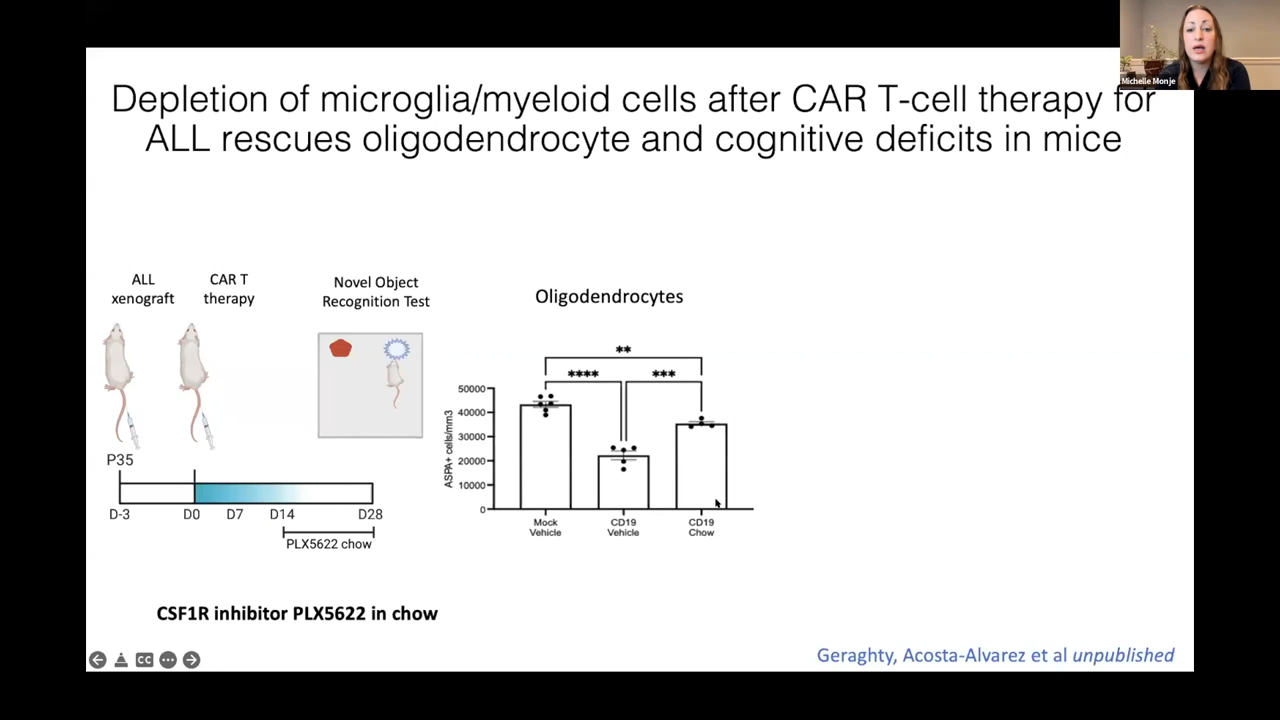 Michelle Monje
Depletion of microglia/myeloid cells after CAR T-cell therapy for
ALL rescues oligodendrocyte and cognitive deficits in mice
ALL
xenograft
CAR T
therapy
Novel Object
Recognition Test
P35
D-3
D0
D7
D14
D28
PLX5622 chow
CSF1R inhibitor PLX5622 in chow
Oligodendrocytes
**
****
***
ASPA+ cells/mm3
50000
40000
30000
20000
10000
0
Mock
Vehicle
CD19
Vehicle
CD19
Chow
CC
Geraghty, Acosta-Alvarez et al unpublished